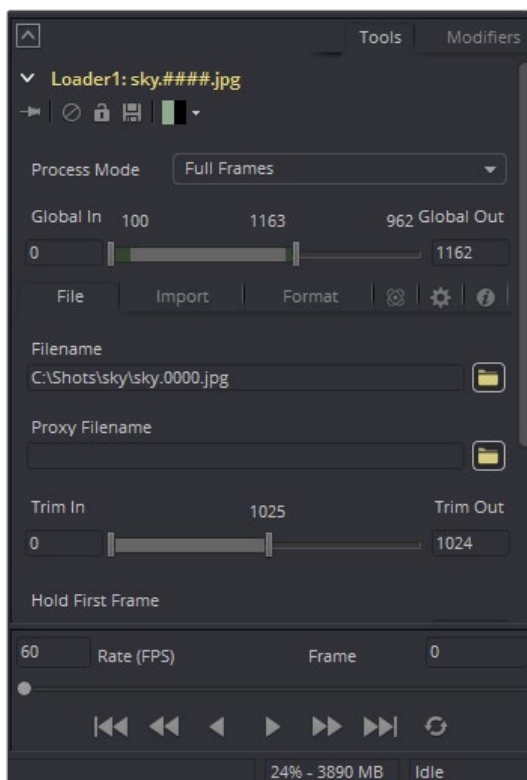 Tools Modifiers
Loader1: sky.####.jpg
Process Mode Full Frames
Global In 100 1163 962 Global Out
0 1162
File Import Format
Filename
C:\Shots\sky\sky.0000.jpg
Proxy Filename
Trim In 1025 Trim Out
0 1024
Hold First Frame
60 Rate (FPS) Frame 0
24% - 3890 MB Idle